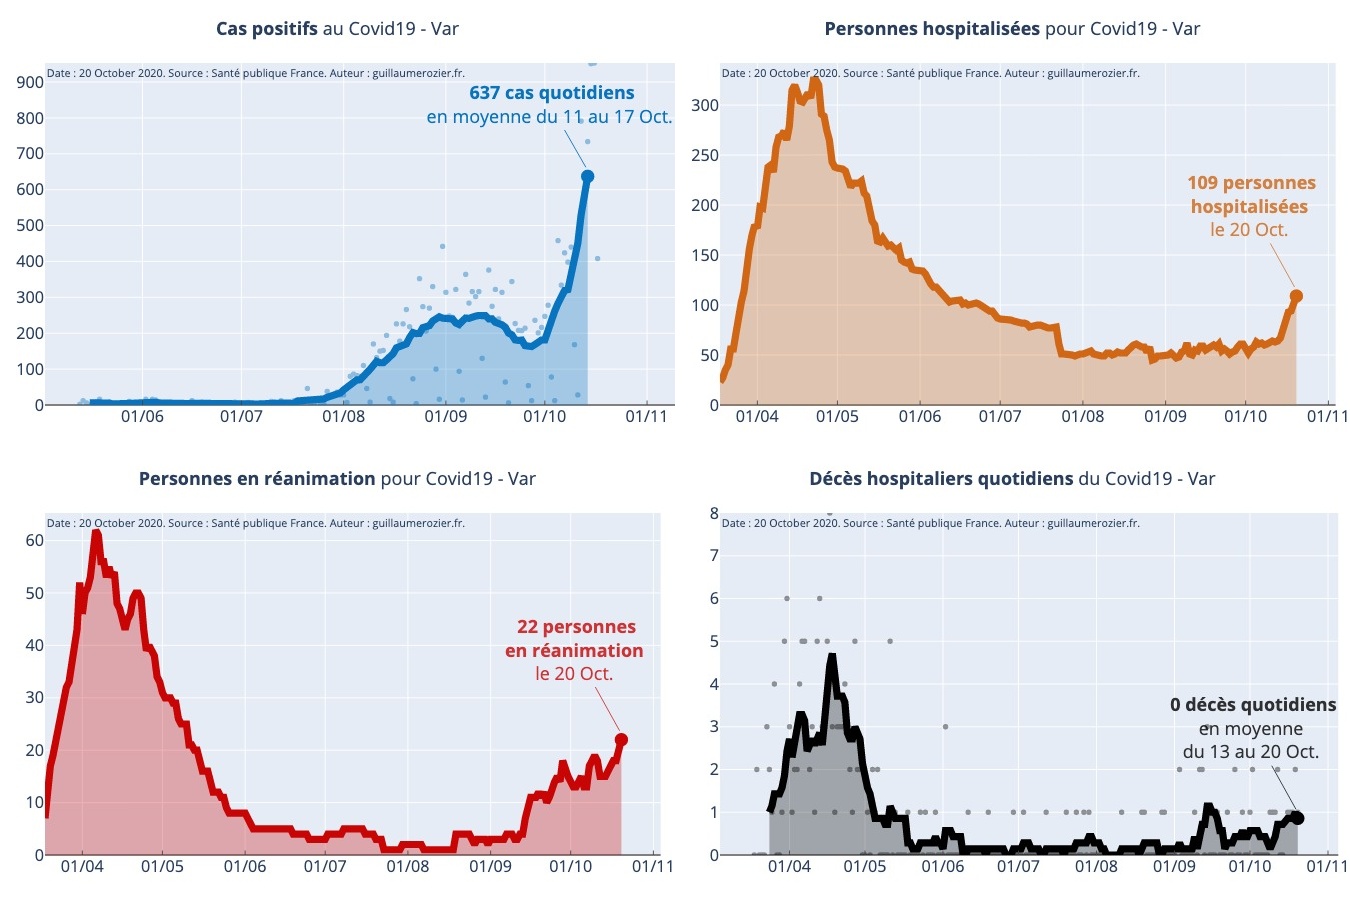 Cas positifs au Covid19 - Var
Date : 20 October 2020. Source : Santé publique France. Auteur : guillaumerozier.fr.
637 cas quotidiens
en moyenne du 11 au 17 Oct.
900
800
700
600
500
400
300
200
100
0
01/06 01/07 01/08 01/09 01/10 01/11
Personnes hospitalisées pour Covid19 - Var
Date : 20 October 2020. Source : Santé publique France. Auteur : guillaumerozier.fr.
109 personnes
hospitalisées
le 20 Oct.
300
250
200
150
100
50
0
01/04 01/05 01/06 01/07 01/08 01/09 01/10 01/11
Personnes en réanimation pour Covid19 - Var
Date : 20 October 2020. Source : Santé publique France. Auteur : guillaumerozier.fr.
22 personnes
en réanimation
le 20 Oct.
60
50
40
30
20
10
0
01/04 01/05 01/06 01/07 01/08 01/09 01/10 01/11
Décès hospitaliers quotidiens du Covid19 - Var
Date : 20 October 2020. Source : Santé publique France. Auteur : guillaumerozier.fr.
0 décès quotidiens
en moyenne
du 13 au 20 Oct.
8
7
6
5
4
3
2
1
0
01/04 01/05 01/06 01/07 01/08 01/09 01/10 01/11